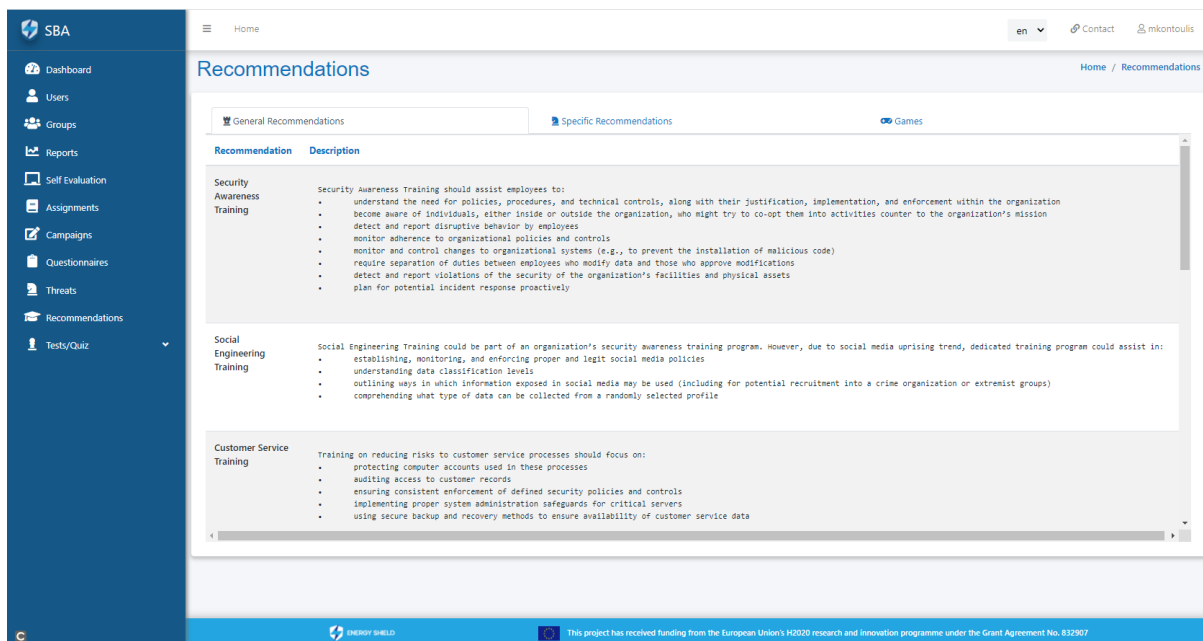 SBA
Home
en
Contact
mkontoulis
Dashboard
Users
Groups
Reports
Self Evaluation
Assignments
Campaigns
Questionnaires
Threats
Recommendations
Tests/Quiz
Recommendations
Home / Recommendations
General Recommendations
Specific Recommendations
Games
Recommendation Description
Security
Awareness
Training
Security Awareness Training should assist employees to:
• understand the need for policies, procedures, and technical controls, along with their justification, implementation, and enforcement within the organization
• become aware of individuals, either inside or outside the organization, who might try to co-opt them into activities counter to the organization's mission
• detect and report disruptive behavior by employees
• monitor adherence to organizational policies and controls
• monitor and control changes to organizational systems (e.g., to prevent the installation of malicious code)
• require separation of duties between employees who modify data and those who approve modifications
• detect and report violations of the security of the organization's facilities and physical assets
• plan for potential incident response proactively
Social
Engineering
Training
Social Engineering Training could be part of an organization's security awareness training program. However, due to social media uprising trend, dedicated training program could assist in:
• establishing, monitoring, and enforcing proper and legit social media policies
• understanding data classification levels
• outlining ways in which information exposed in social media may be used (including for potential recruitment into a crime organization or extremist groups)
• comprehending what type of data can be collected from a randomly selected profile
Customer Service
Training
Training on reducing risks to customer service processes should focus on:
• protecting computer accounts used in these processes
• auditing access to customer records
• ensuring consistent enforcement of defined security policies and controls
• implementing proper system administration safeguards for critical servers
• using secure backup and recovery methods to ensure availability of customer service data
C
ENERGY SHIELD
This project has received funding from the European Union's H2020 research and innovation programme under the Grant Agreement No. 832907